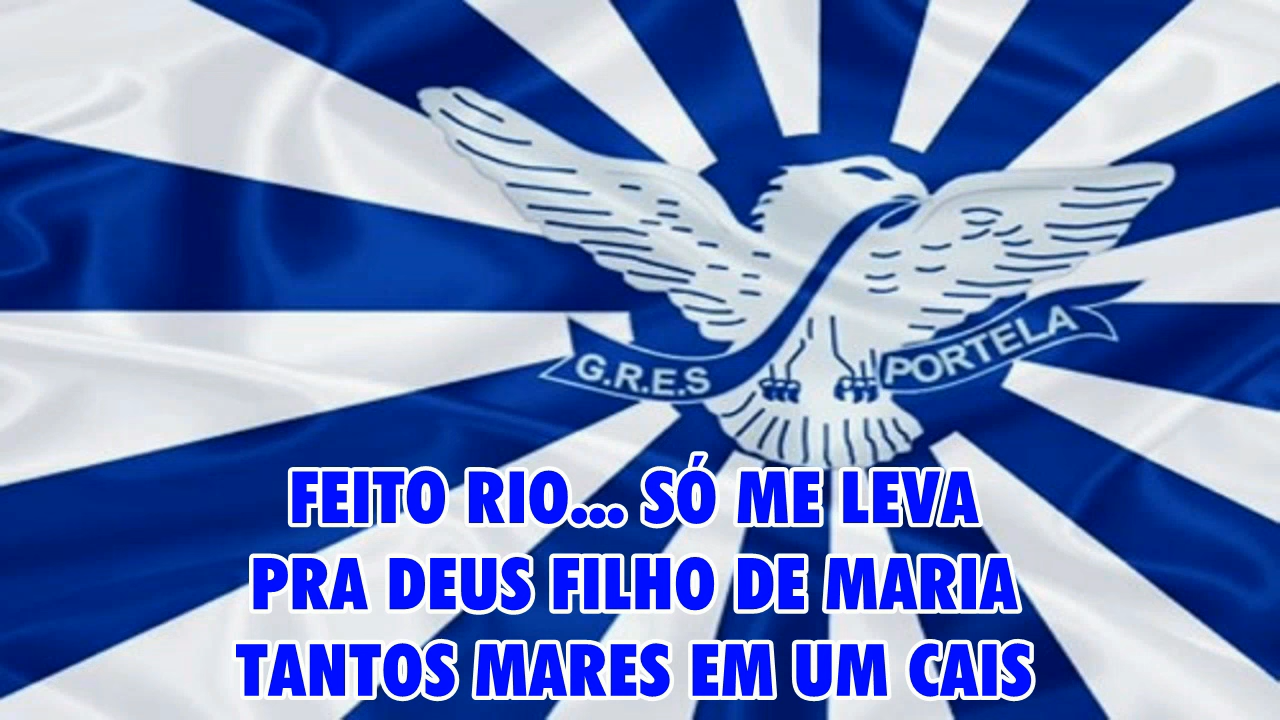 G.R.E.S PORTELA
FEITO RIO... SÓ ME LEVA
PRA DEUS FILHO DE MARIA
TANTOS MARES EM UM CAIS